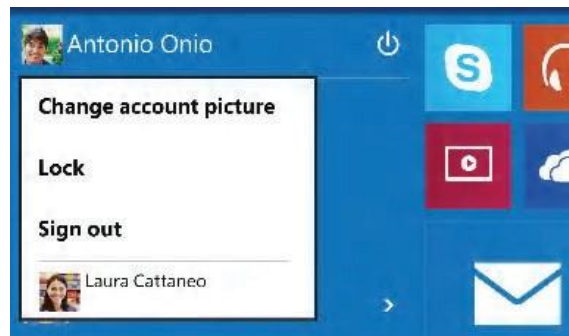 Antonio Onio
Change account picture
Lock
Sign out
Laura Cattaneo